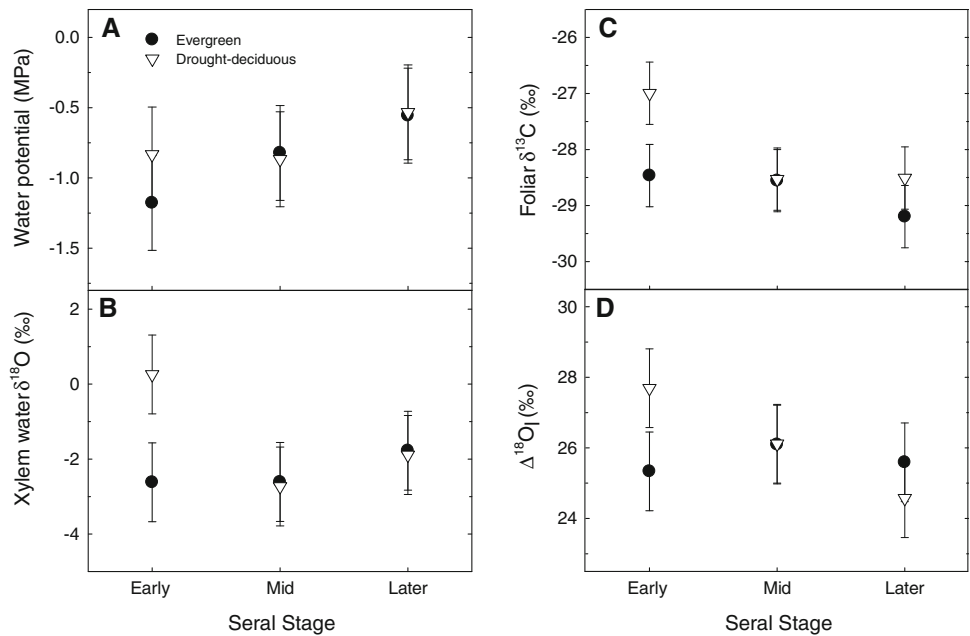 A
Evergreen
Drought-deciduous
Water potential (MPa)
0.0
-0.5
-1.0
-1.5
B
Xylem water δ¹⁸O (‰)
2
0
-2
-4
Early Mid Later
Seral Stage
C
Foliar δ¹³C (‰)
-26
-27
-28
-29
-30
D
Δ¹⁸Oₗ (‰)
30
28
26
24
Early Mid Later
Seral Stage